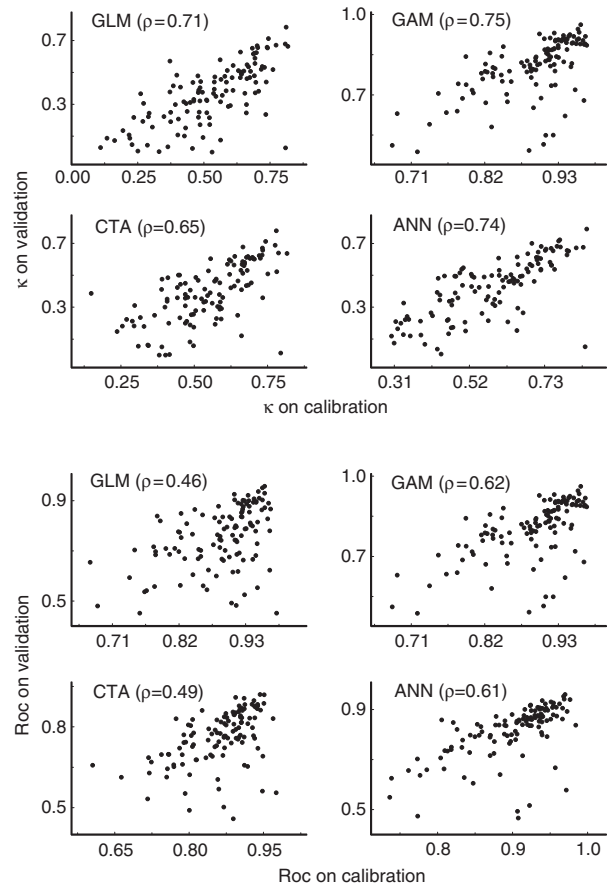 GLM (ρ=0.71)
0.7
0.3
0.00 0.25 0.50 0.75
GAM (ρ=0.75)
1.0
0.7
0.71 0.82 0.93
CTA (ρ=0.65)
0.7
0.3
0.25 0.50 0.75
ANN (ρ=0.74)
0.7
0.3
0.31 0.52 0.73
κ on validation
κ on calibration
GLM (ρ=0.46)
0.9
0.5
0.71 0.82 0.93
GAM (ρ=0.62)
1.0
0.7
0.71 0.82 0.93
CTA (ρ=0.49)
0.8
0.5
0.65 0.80 0.95
ANN (ρ=0.61)
0.9
0.5
0.8 0.9 1.0
Roc on validation
Roc on calibration